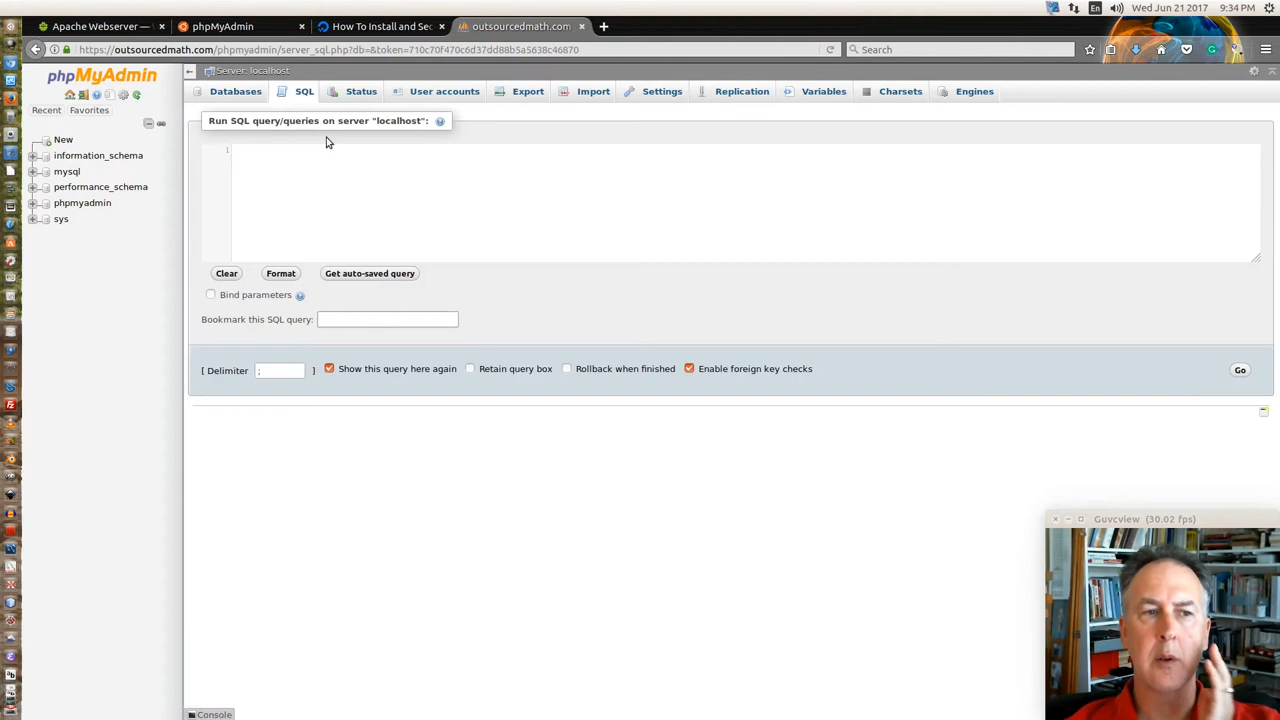 En
Wed Jun 21 2017
9:34 PM
Apache Webserver —
phpMyAdmin
How To Install and Sec
outsourcedmath.com
https://outsourcedmath.com/phpmyadmin/server_sql.php?db=&token=710c70f470c6d37dd88b5a5638c46870
Search
phpMyAdmin
Recent
Favorites
New
information_schema
mysql
performance_schema
phpmyadmin
sys
Server: localhost
Databases
SQL
Status
User accounts
Export
Import
Settings
Replication
Variables
Charsets
Engines
Run SQL query/queries on server "localhost":
1
Clear
Format
Get auto-saved query
Bind parameters
Bookmark this SQL query:
[ Delimiter ; ]
Show this query here again
Retain query box
Rollback when finished
Enable foreign key checks
Go
Console
Guvcview (30.02 fps)